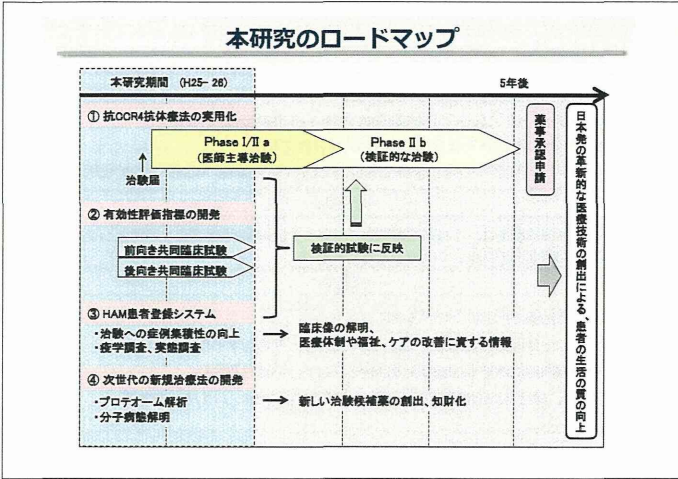 本研究のロードマップ
本研究期間 (H25- 26)
5年後
① 抗CCR4抗体療法の実用化
Phase I/II a
(医師主導治験)
Phase II b
(検証的な治験)
↑
治験届
薬事承認申請
日本発の革新的な医療技術の創出による、患者の生活の質の向上
② 有効性評価指標の開発
前向き共同臨床試験
後向き共同臨床試験
検証的試験に反映
③ HAM患者登録システム
・治験への症例集積性の向上
・疫学調査、実態調査
→ 臨床像の解明、
医療体制や福祉、ケアの改善に資する情報
④ 次世代の新規治療法の開発
・プロテオーム解析
・分子病態解明
→ 新しい治験候補薬の創出、知財化